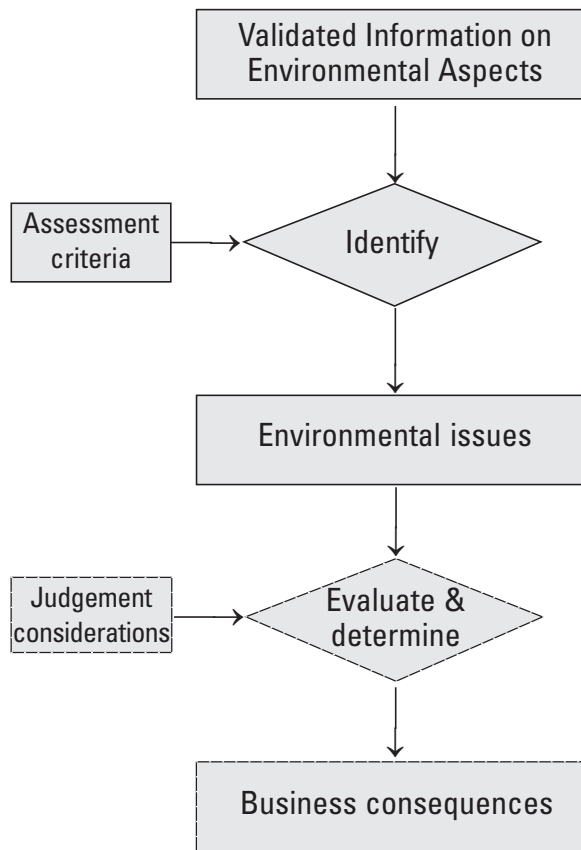 Validated Information on
Environmental Aspects
Assessment
criteria
Identify
Environmental issues
Judgement
considerations
Evaluate &
determine
Business consequences